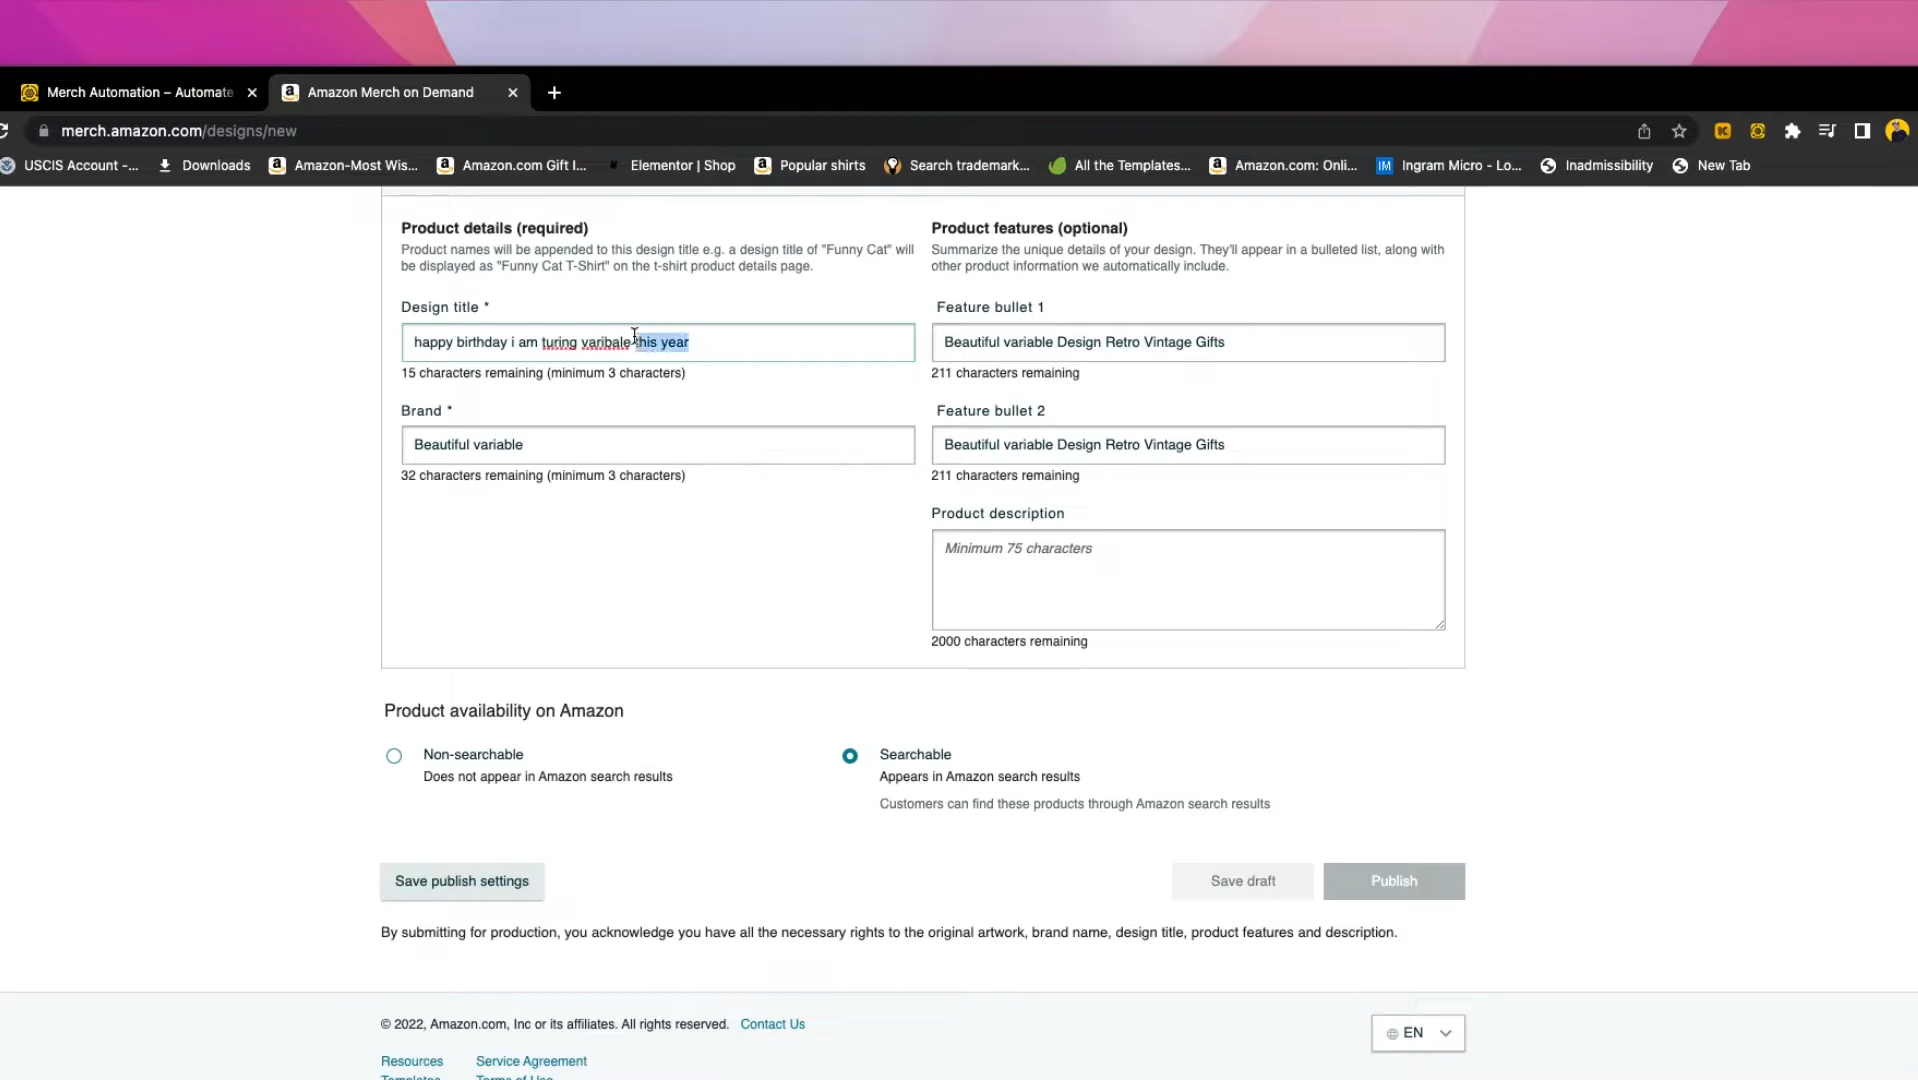 Merch Automation – Automate
Amazon Merch on Demand
merch.amazon.com/designs/new
USCIS Account -...
Downloads
Amazon-Most Wis...
Amazon.com Gift I...
Elementor | Shop
Popular shirts
Search trademark...
All the Templates...
Amazon.com: Onli...
IM
Ingram Micro - Lo...
Inadmissibility
New Tab
Product details (required)
Product names will be appended to this design title e.g. a design title of "Funny Cat" will
be displayed as "Funny Cat T-Shirt" on the t-shirt product details page.
Design title *
happy birthday i am turing varibale this year
15 characters remaining (minimum 3 characters)
Brand *
Beautiful variable
32 characters remaining (minimum 3 characters)
Product features (optional)
Summarize the unique details of your design. They'll appear in a bulleted list, along with
other product information we automatically include.
Feature bullet 1
Beautiful variable Design Retro Vintage Gifts
211 characters remaining
Feature bullet 2
Beautiful variable Design Retro Vintage Gifts
211 characters remaining
Product description
Minimum 75 characters
2000 characters remaining
Product availability on Amazon
Non-searchable
Does not appear in Amazon search results
Searchable
Appears in Amazon search results
Customers can find these products through Amazon search results
Save publish settings
Save draft
Publish
By submitting for production, you acknowledge you have all the necessary rights to the original artwork, brand name, design title, product features and description.
© 2022, Amazon.com, Inc or its affiliates. All rights reserved. Contact Us
EN
Resources
Service Agreement
Templates
Terms of Use